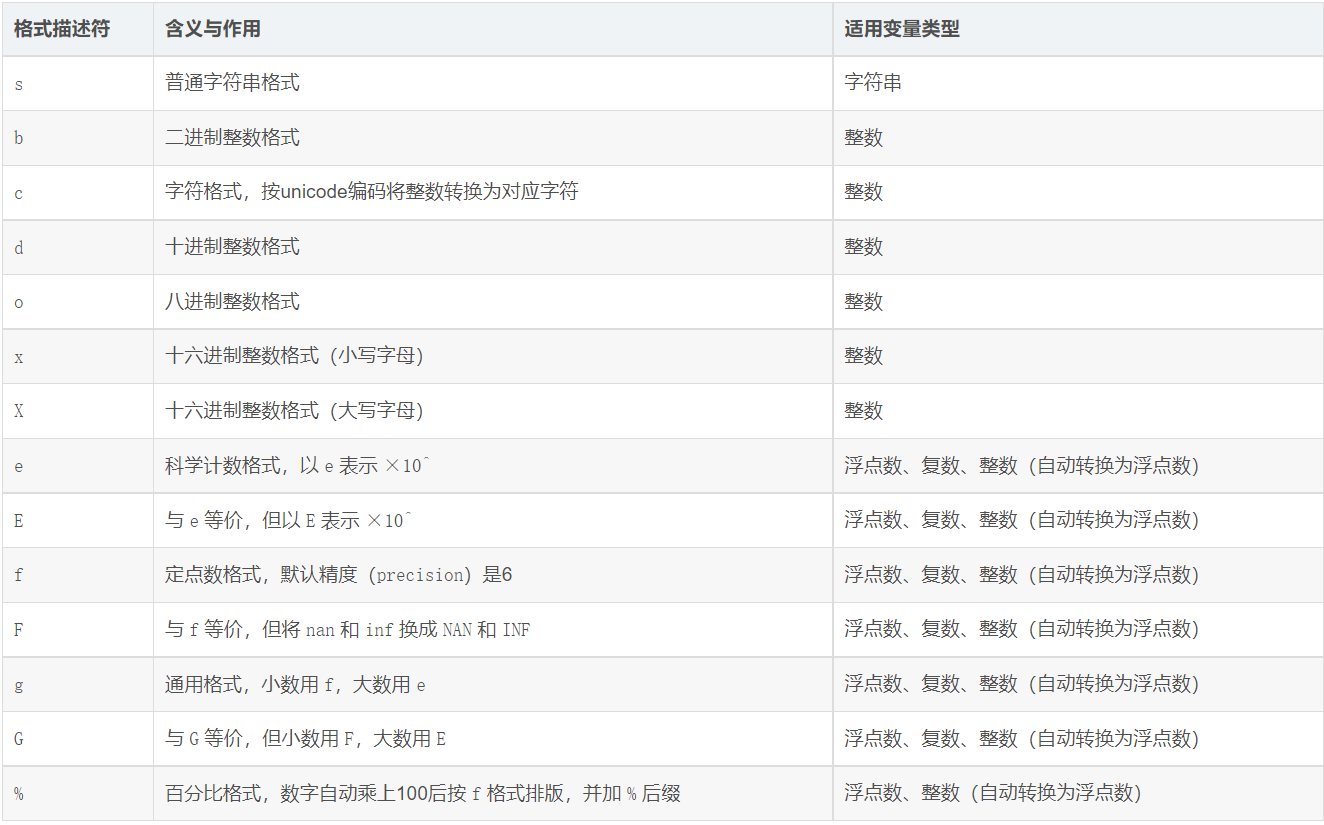 格式描述符 含义与作用 适用变量类型
s 普通字符串格式 字符串
b 二进制整数格式 整数
c 字符格式，按unicode编码将整数转换为对应字符 整数
d 十进制整数格式 整数
o 八进制整数格式 整数
x 十六进制整数格式（小写字母） 整数
X 十六进制整数格式（大写字母） 整数
e 科学计数格式，以 e 表示 ×10^ 浮点数、复数、整数（自动转换为浮点数）
E 与 e 等价，但以 E 表示 ×10^ 浮点数、复数、整数（自动转换为浮点数）
f 定点数格式，默认精度（precision）是6 浮点数、复数、整数（自动转换为浮点数）
F 与 f 等价，但将 nan 和 inf 换成 NAN 和 INF 浮点数、复数、整数（自动转换为浮点数）
g 通用格式，小数用 f，大数用 e 浮点数、复数、整数（自动转换为浮点数）
G 与 G 等价，但小数用 F，大数用 E 浮点数、复数、整数（自动转换为浮点数）
% 百分比格式，数字自动乘上100后按 f 格式排版，并加 % 后缀 浮点数、整数（自动转换为浮点数）